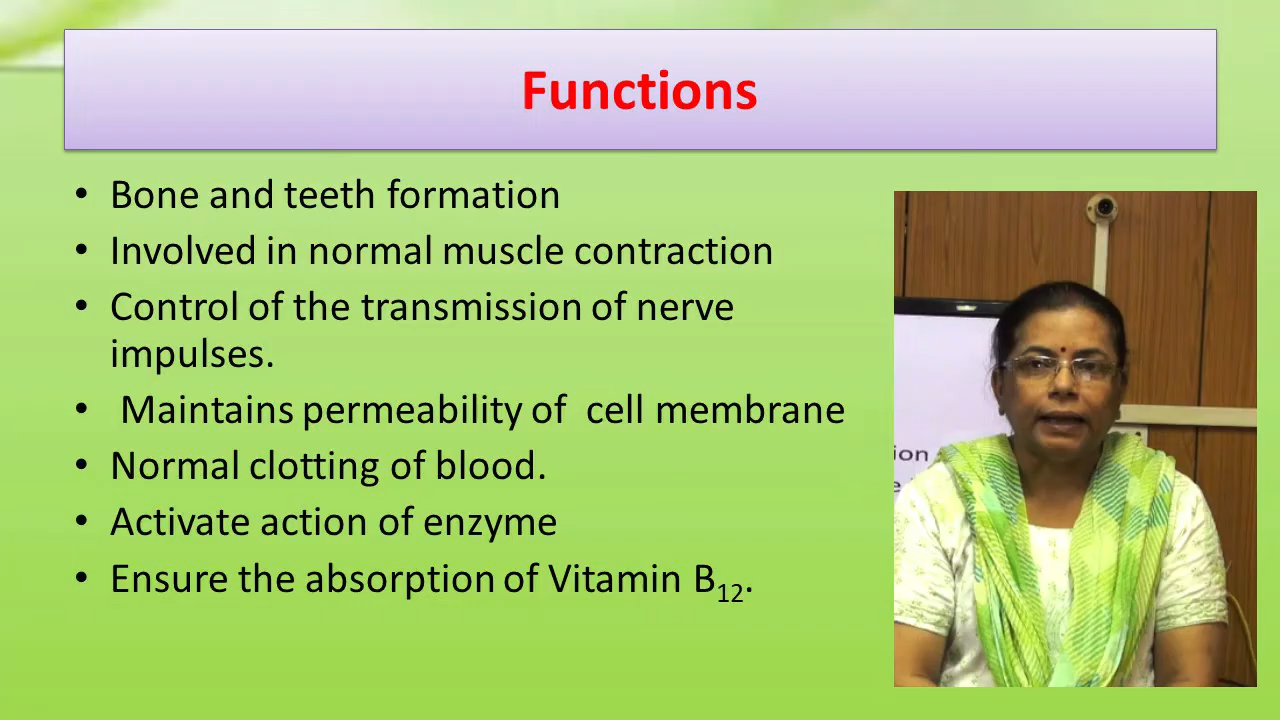 Functions
• Bone and teeth formation
• Involved in normal muscle contraction
• Control of the transmission of nerve
impulses.
• Maintains permeability of cell membrane
• Normal clotting of blood.
• Activate action of enzyme
• Ensure the absorption of Vitamin B₁₂.
ion